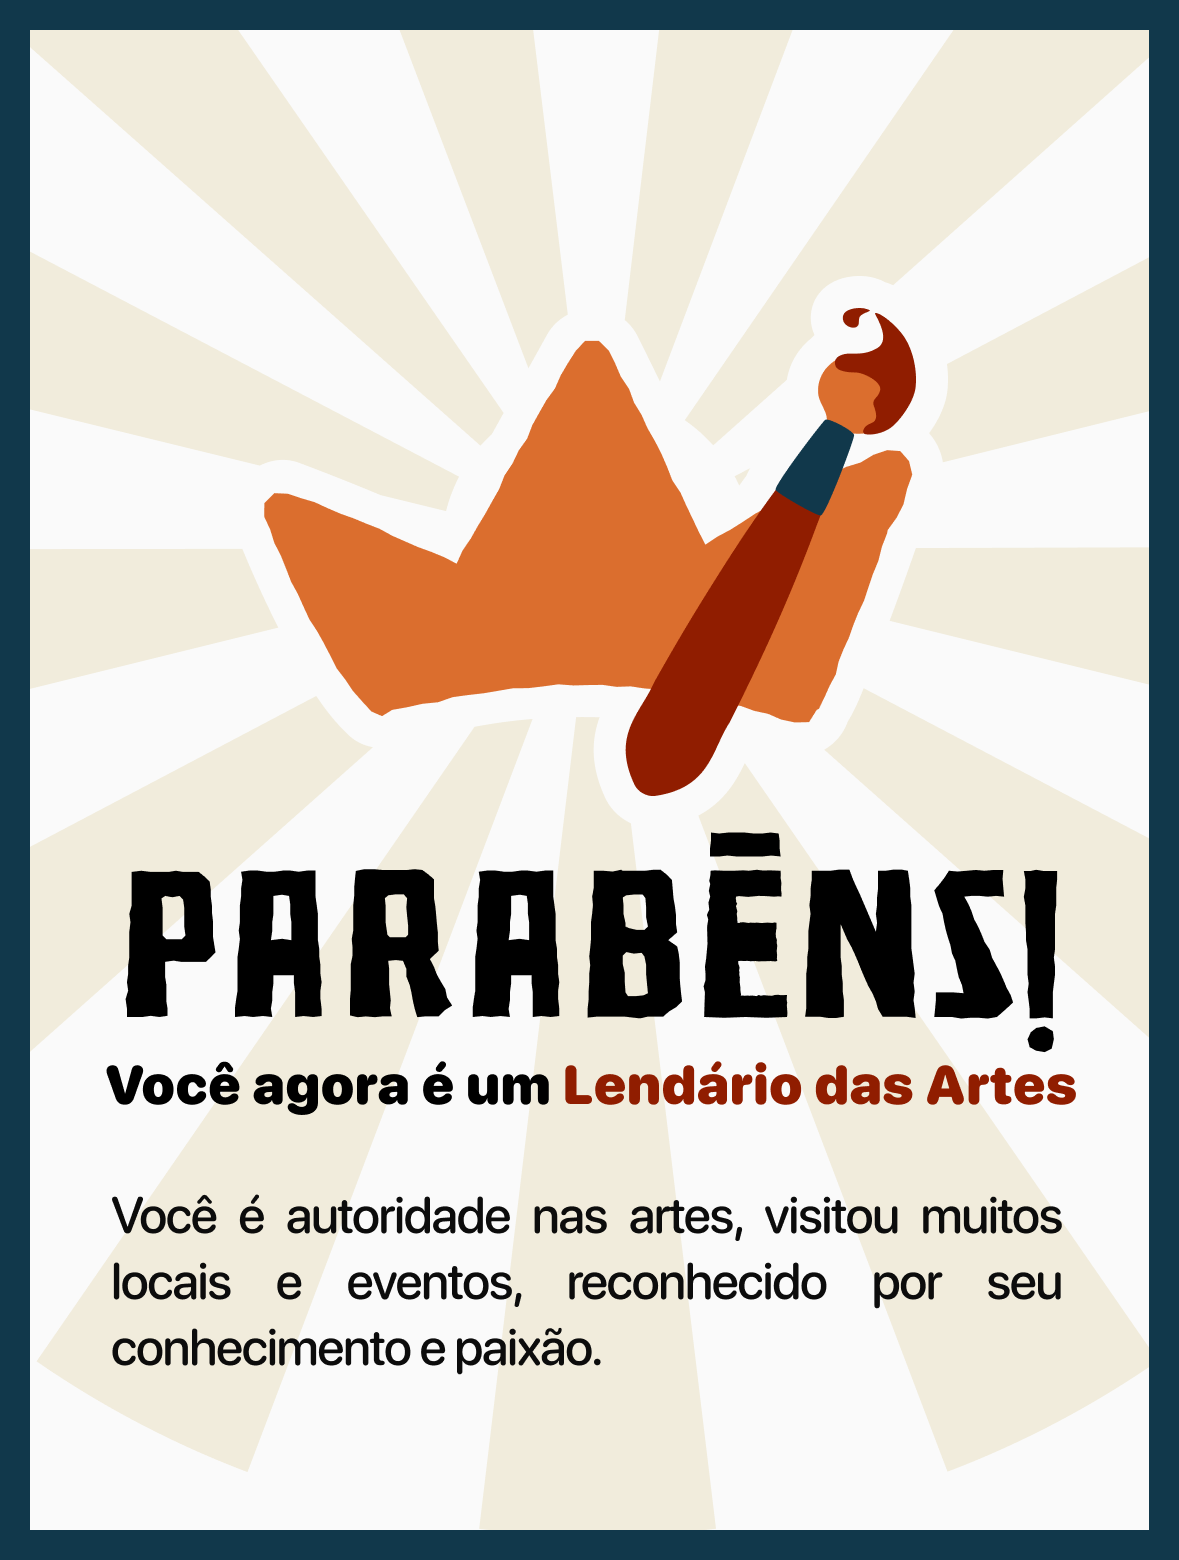 PARABĒNS!
Você agora é um Lendário das Artes
Você é autoridade nas artes, visitou muitos
locais e eventos, reconhecido por seu
conhecimento e paixão.